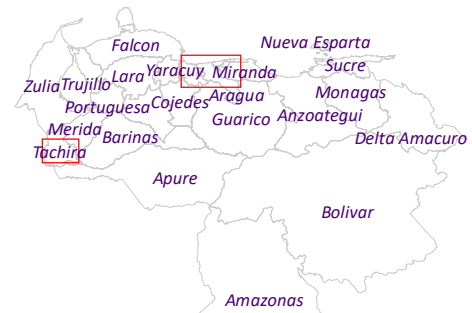 Falcon
Nueva Esparta
Sucre
Zulia
Trujillo
Lara
Yaracuy
Miranda
Portuguesa
Cojedes
Aragua
Monagas
Guarico
Anzoategui
Merida
Barinas
Delta Amacuro
Tachira
Apure
Bolivar
Amazonas